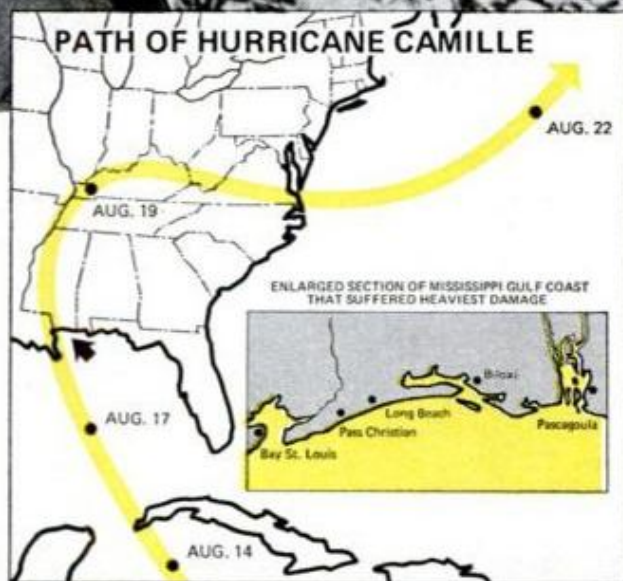 PATH OF HURRICANE CAMILLE
AUG. 22
AUG. 19
ENLARGED SECTION OF MISSISSIPPI GULF COAST
THAT SUFFERED HEAVIEST DAMAGE
Biloxi
Long Beach
Pass Christian
Pascagoula
Bay St. Louis
AUG. 17
AUG. 14